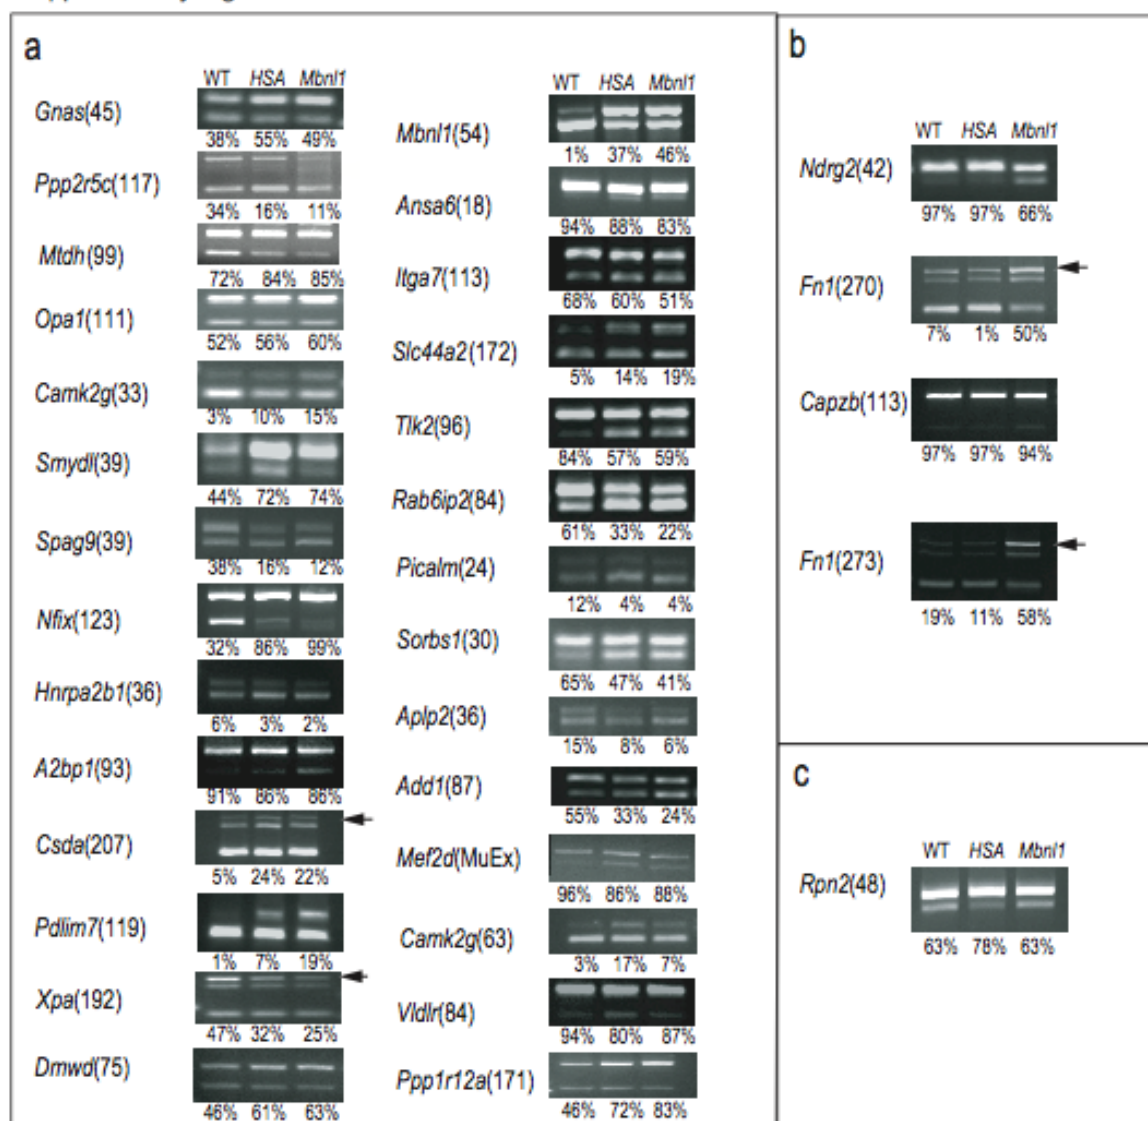 a
WT HSA Mbnl1
Gnas(45)
38% 55% 49%
Ppp2r5c(117)
34% 16% 11%
Mtdh(99)
72% 84% 85%
Opa1(111)
52% 56% 60%
Camk2g(33)
3% 10% 15%
Smydl(39)
44% 72% 74%
Spag9(39)
38% 16% 12%
Nfix(123)
32% 86% 99%
Hnrpa2b1(36)
6% 3% 2%
A2bp1(93)
91% 86% 86%
Csda(207)
5% 24% 22%
Pdlim7(119)
1% 7% 19%
Xpa(192)
47% 32% 25%
Dmwd(75)
46% 61% 63%
WT HSA Mbnl1
Mbnl1(54)
1% 37% 46%
Ansa6(18)
94% 88% 83%
Itga7(113)
68% 60% 51%
Slc44a2(172)
5% 14% 19%
Tlk2(96)
84% 57% 59%
Rab6ip2(84)
61% 33% 22%
Picalm(24)
12% 4% 4%
Sorbs1(30)
65% 47% 41%
Aplp2(36)
15% 8% 6%
Add1(87)
55% 33% 24%
Mef2d(MuEx)
96% 86% 88%
Camk2g(63)
3% 17% 7%
Vldlr(84)
94% 80% 87%
Ppp1r12a(171)
46% 72% 83%
b
WT HSA Mbnl1
Ndrg2(42)
97% 97% 66%
Fn1(270)
7% 1% 50%
Capzb(113)
97% 97% 94%
Fn1(273)
19% 11% 58%
c
WT HSA Mbnl1
Rpn2(48)
63% 78% 63%